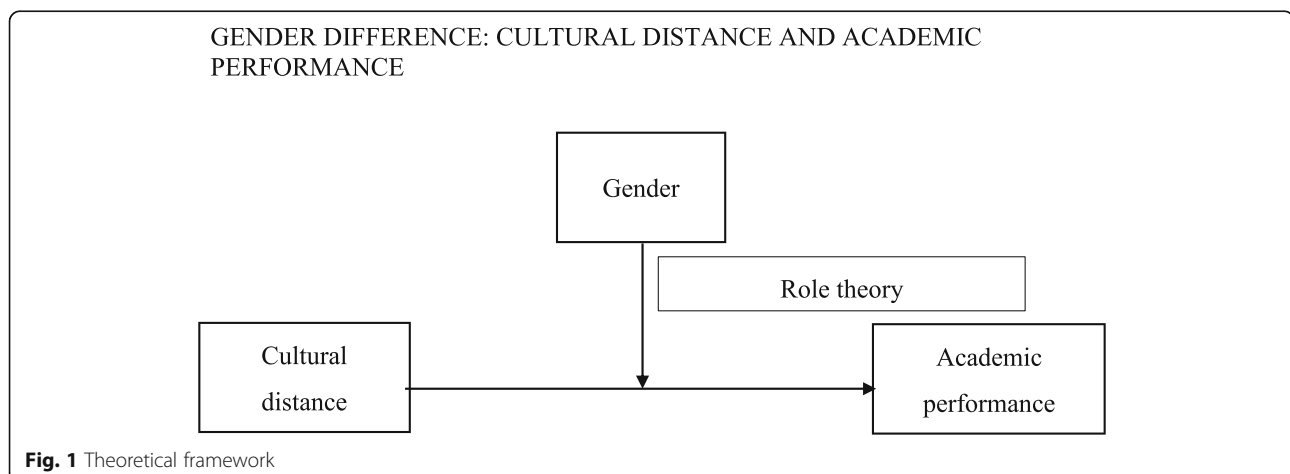 GENDER DIFFERENCE: CULTURAL DISTANCE AND ACADEMIC
PERFORMANCE
Gender
Role theory
Cultural
distance
Academic
performance
Fig. 1 Theoretical framework